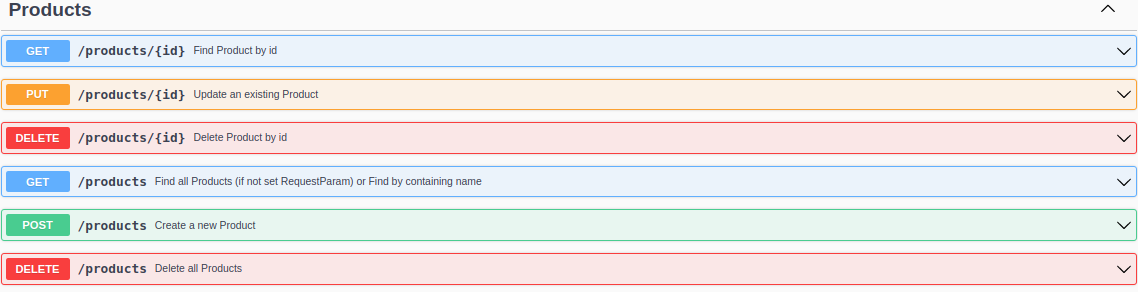 Products
GET /products/{id} Find Product by id
PUT /products/{id} Update an existing Product
DELETE /products/{id} Delete Product by id
GET /products Find all Products (if not set RequestParam) or Find by containing name
POST /products Create a new Product
DELETE /products Delete all Products